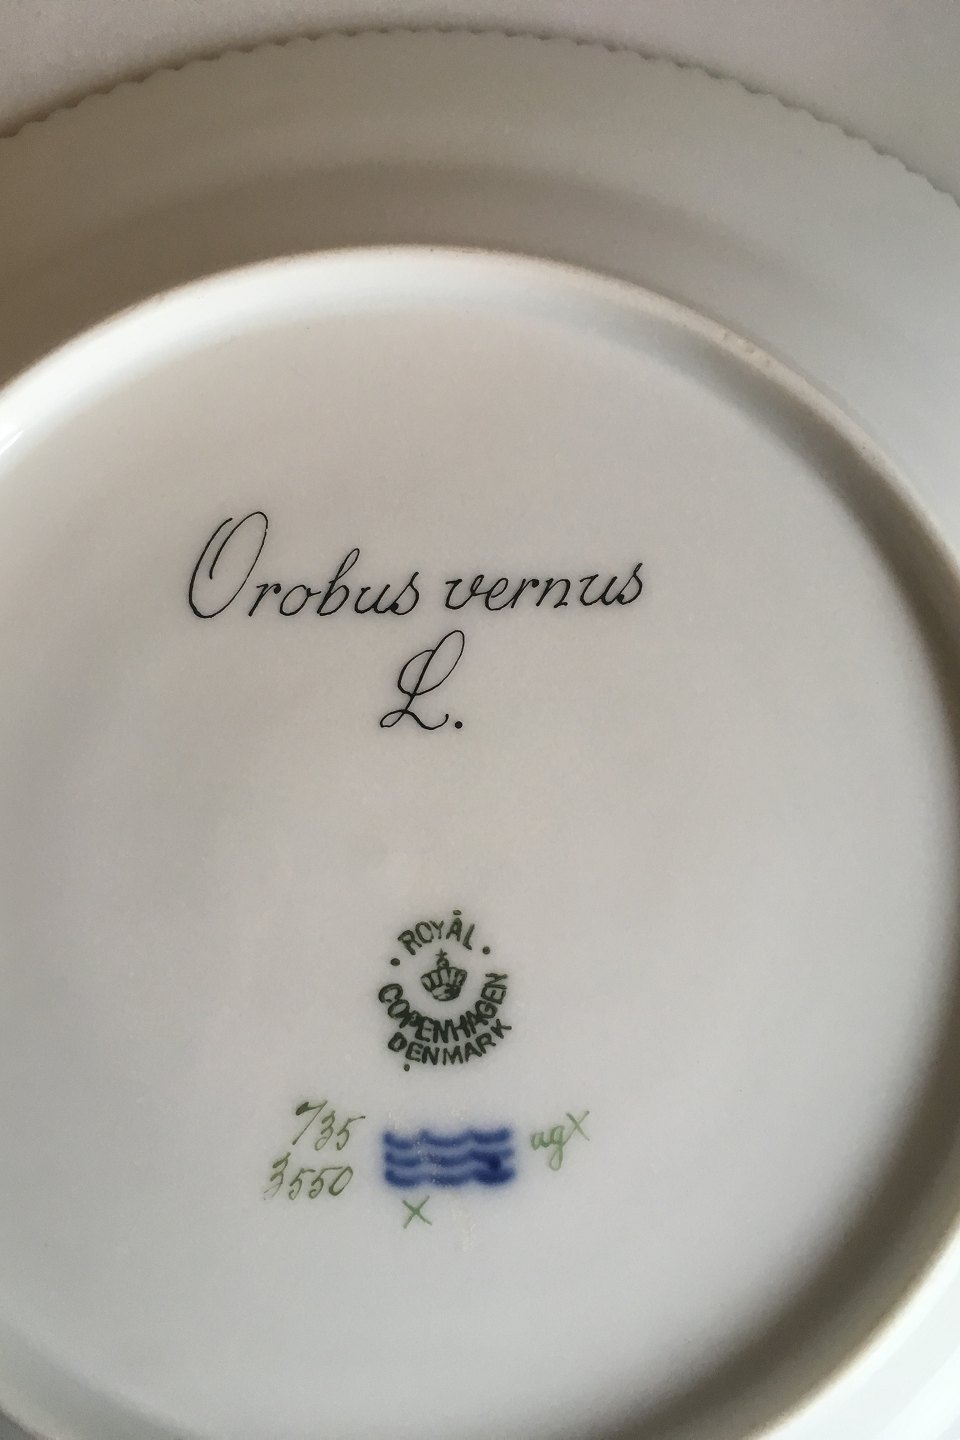 Orobus vernus
L.
ROYAL
COPENHAGEN
DENMARK
735
3550
agX
X